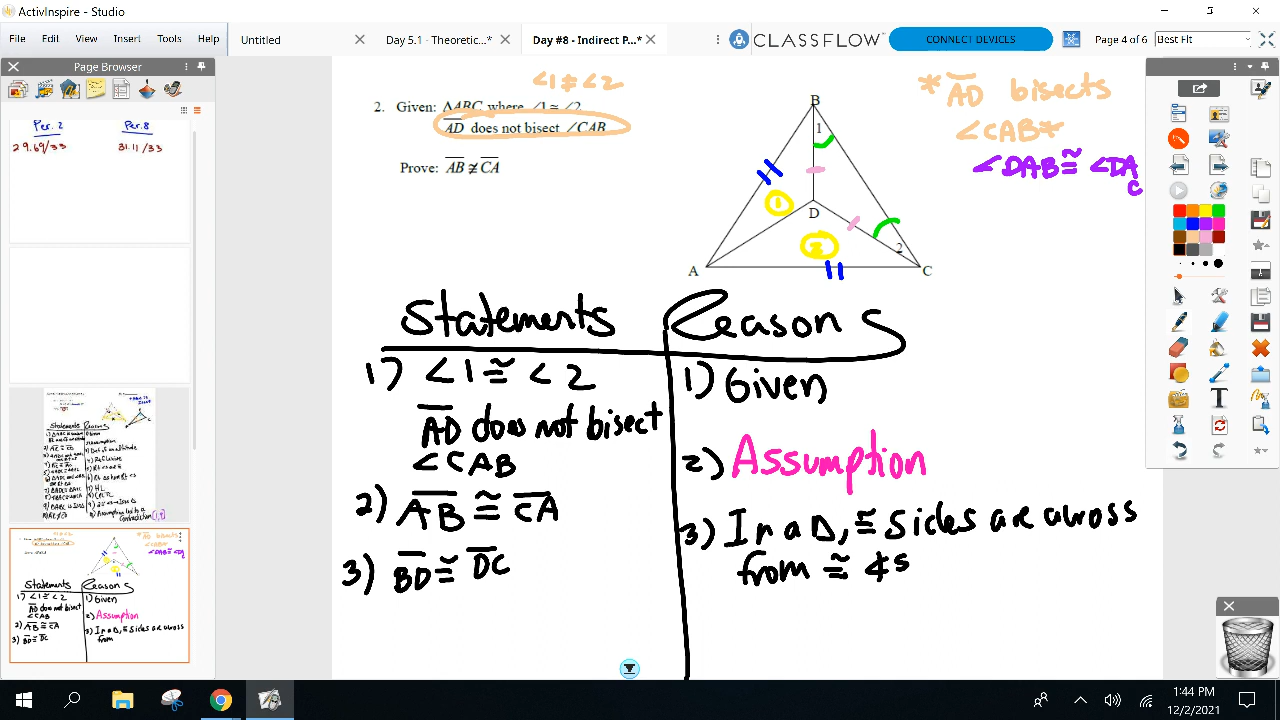 ActivInspire - Studio
File Edit View Insert Tools Help
Untitled
Day 5.1 - Theoretic...*
Day #8 - Indirect P...*
CLASSFLOW
CONNECT DEVICES
Page 4 of 6
Best Fit
Page Browser
Per. 2 Per. 8
29.69/33 31.11/33
∠1 ≠ ∠2
2. Given: ΔABC where ∠1 ≅ ∠2
AD does not bisect ∠CAB
Prove: AB ≇ CA
*AD bisects
∠CAB*
∠DAB ≅ ∠DA
C
B
1
1
D
2
2
A
C
Statements Reasons
1) ∠1 ≅ ∠2
AD does not bisect
∠CAB
2) AB ≅ CA
3) BD ≅ DC
1) Given
2) Assumption
3) In a Δ, ≅ sides are across
from ≅ ∡s
1:44 PM
12/2/2021